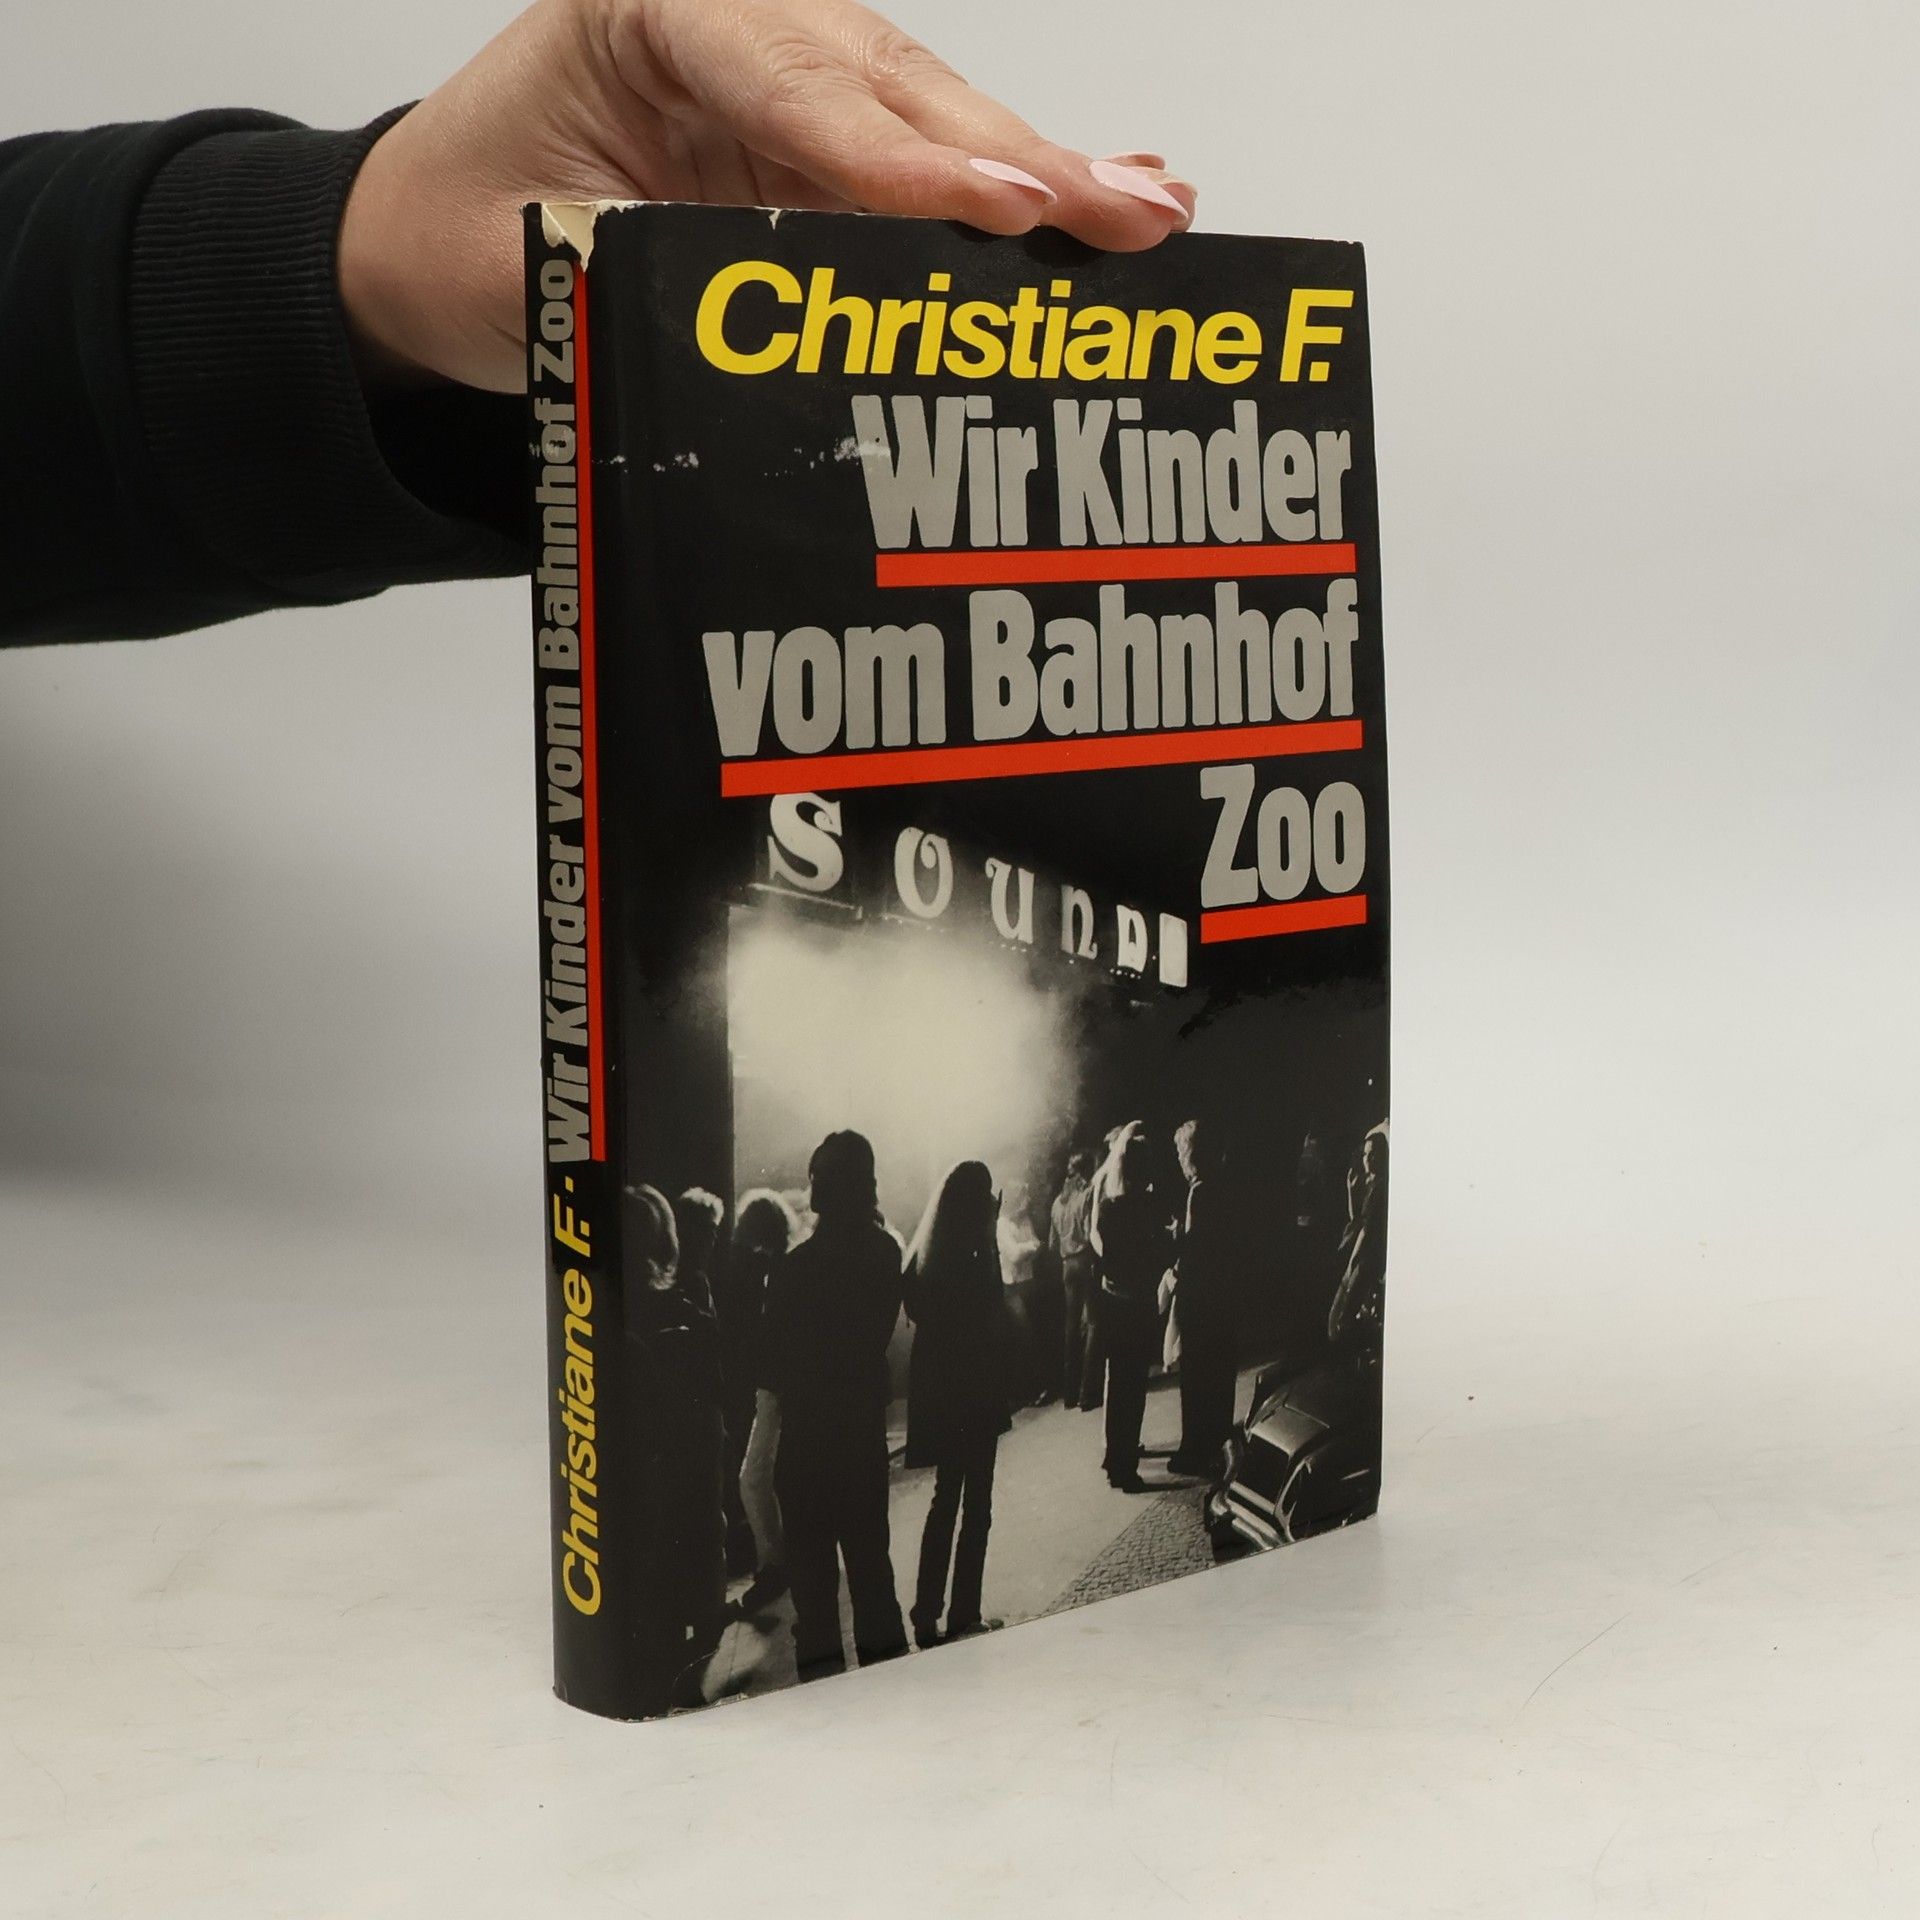 Christiane F.
Wir Kinder
vom Bahnhof
Zoo
SOUND
Christiane F. · Wir Kinder vom Bahnhof Zoo